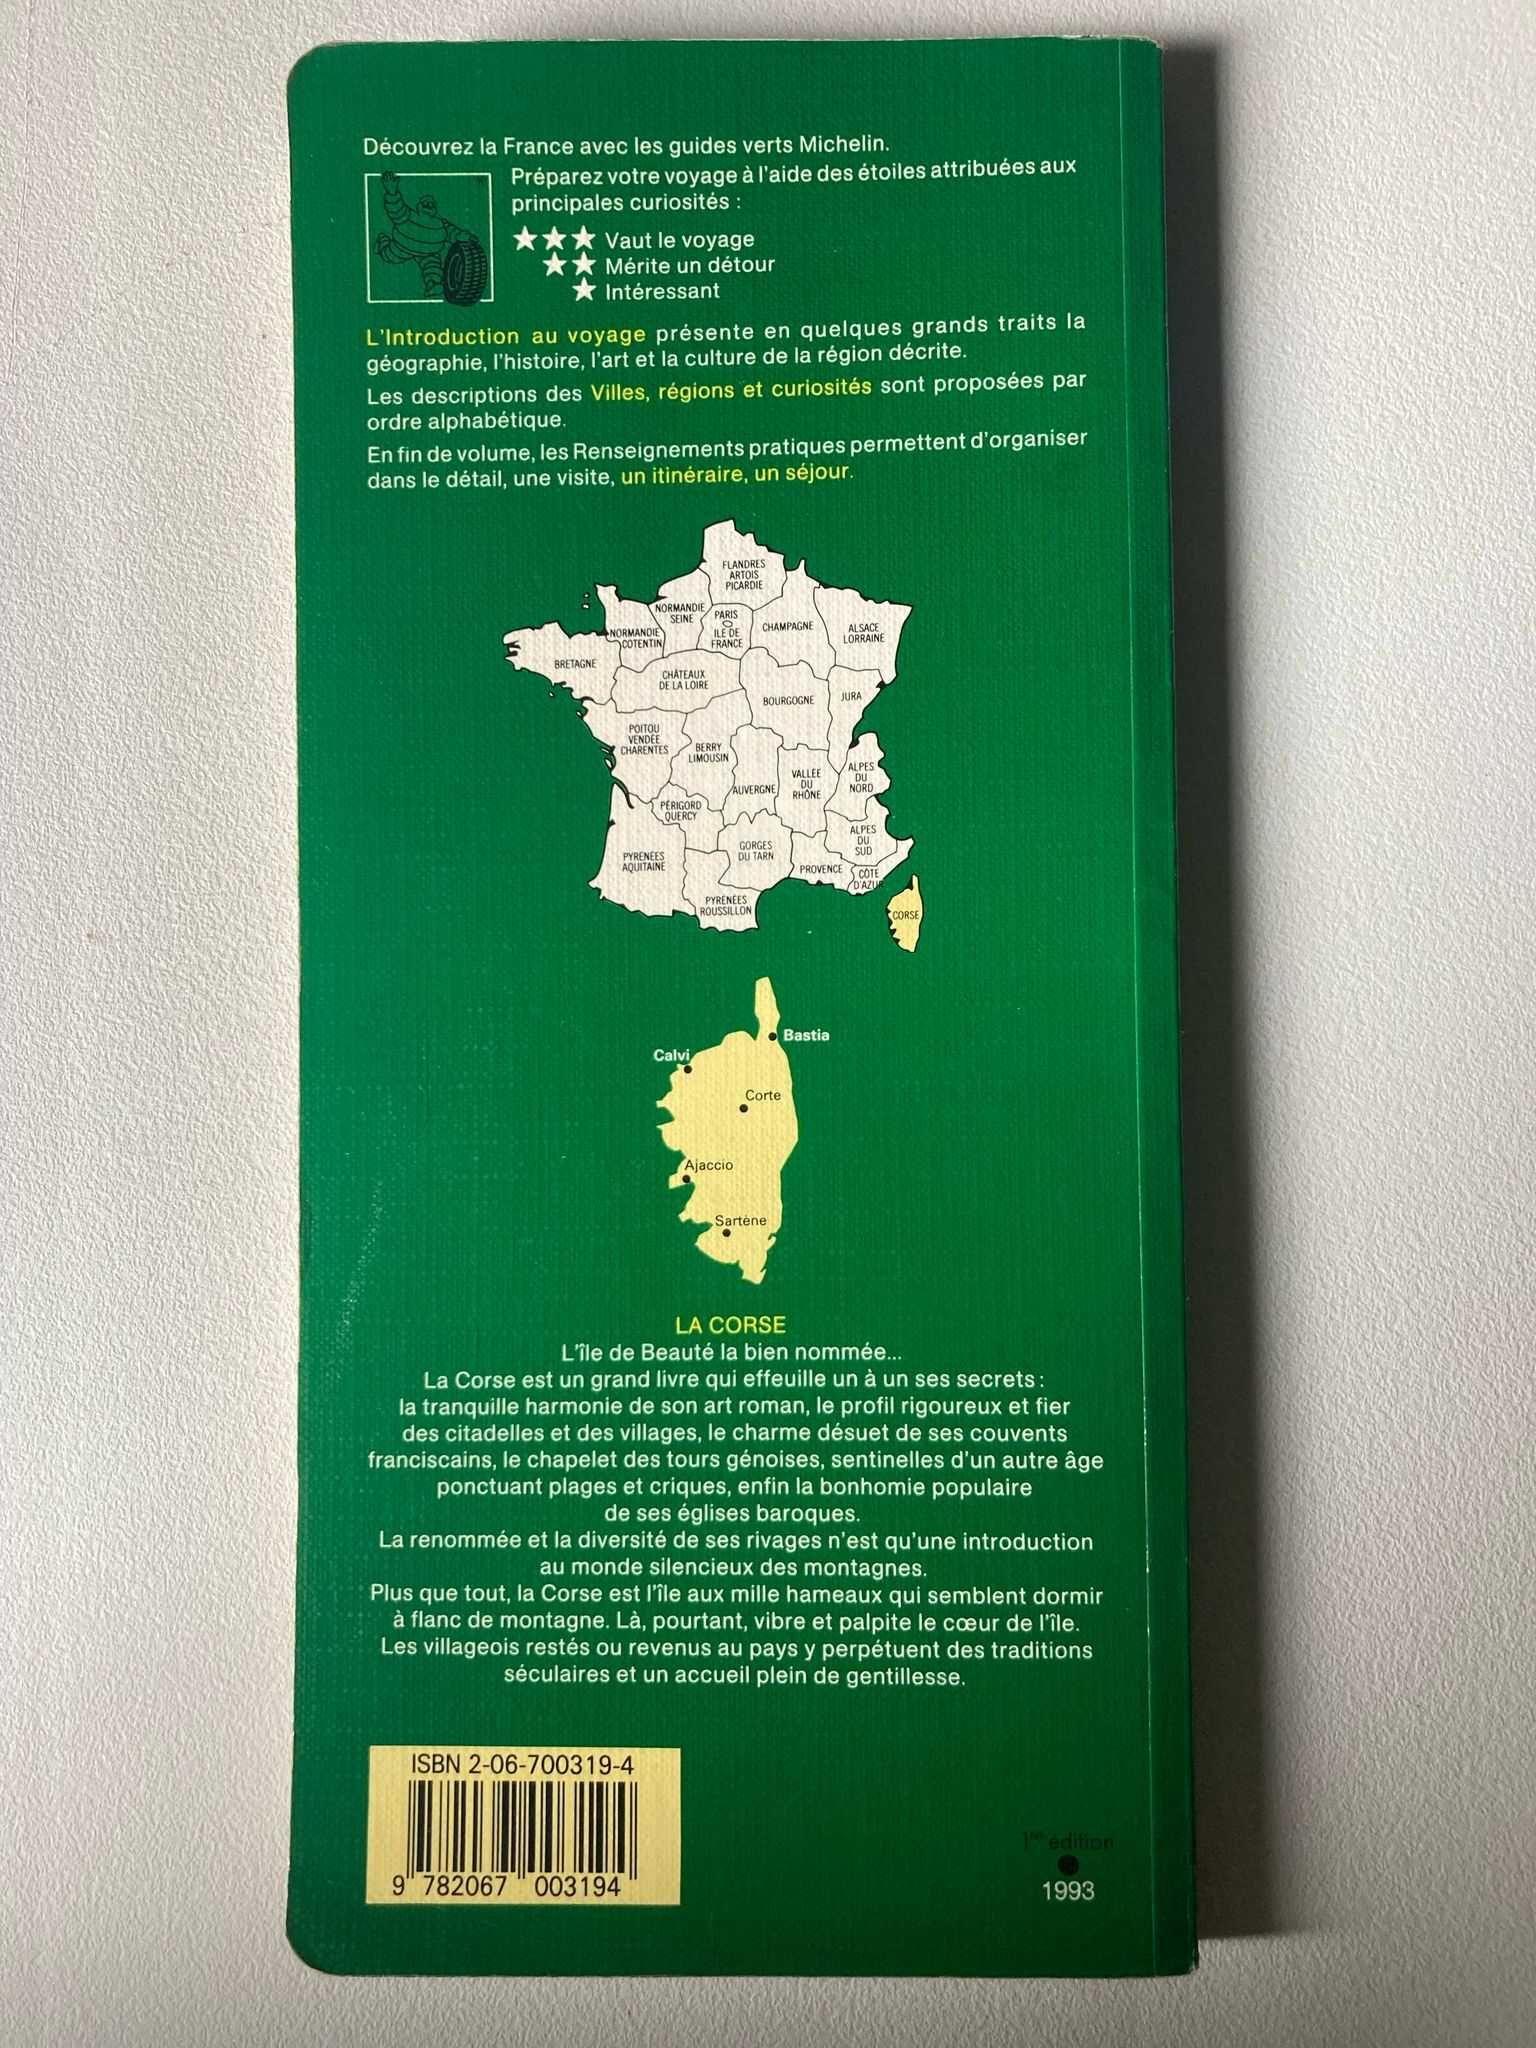 Découvrez la France avec les guides verts Michelin.
Préparez votre voyage à l'aide des étoiles attribuées aux
principales curiosités :
★★★ Vaut le voyage
★★ Mérite un détour
★ Intéressant
L'Introduction au voyage présente en quelques grands traits la
géographie, l'histoire, l'art et la culture de la région décrite.
Les descriptions des Villes, régions et curiosités sont proposées par
ordre alphabétique.
En fin de volume, les Renseignements pratiques permettent d'organiser
dans le détail, une visite, un itinéraire, un séjour.
FLANDRES
ARTOIS
PICARDIE
NORMANDIE
SEINE
PARIS
ILE DE
FRANCE
CHAMPAGNE
ALSACE
LORRAINE
NORMANDIE
COTENTIN
BRETAGNE
CHÂTEAUX
DE LA LOIRE
BOURGOGNE
JURA
POITOU
VENDÉE
CHARENTES
BERRY
LIMOUSIN
AUVERGNE
VALLÉE
DU
RHÔNE
ALPES
DU
NORD
PÉRIGORD
QUERCY
GORGES
DU TARN
ALPES
DU
SUD
PYRÉNÉES
AQUITAINE
PROVENCE
CÔTE
D'AZUR
PYRÉNÉES
ROUSSILLON
CORSE
Bastia
Calvi
Corte
Ajaccio
Sartène
LA CORSE
L'île de Beauté la bien nommée...
La Corse est un grand livre qui effeuille un à un ses secrets :
la tranquille harmonie de son art roman, le profil rigoureux et fier
des citadelles et des villages, le charme désuet de ses couvents
franciscains, le chapelet des tours génoises, sentinelles d'un autre âge
ponctuant plages et criques, enfin la bonhomie populaire
de ses églises baroques.
La renommée et la diversité de ses rivages n'est qu'une introduction
au monde silencieux des montagnes.
Plus que tout, la Corse est l'île aux mille hameaux qui semblent dormir
à flanc de montagne. Là, pourtant, vibre et palpite le cœur de l'île.
Les villageois restés ou revenus au pays y perpétuent des traditions
séculaires et un accueil plein de gentillesse.
ISBN 2-06-700319-4
9 782067 003194
1re édition
1993